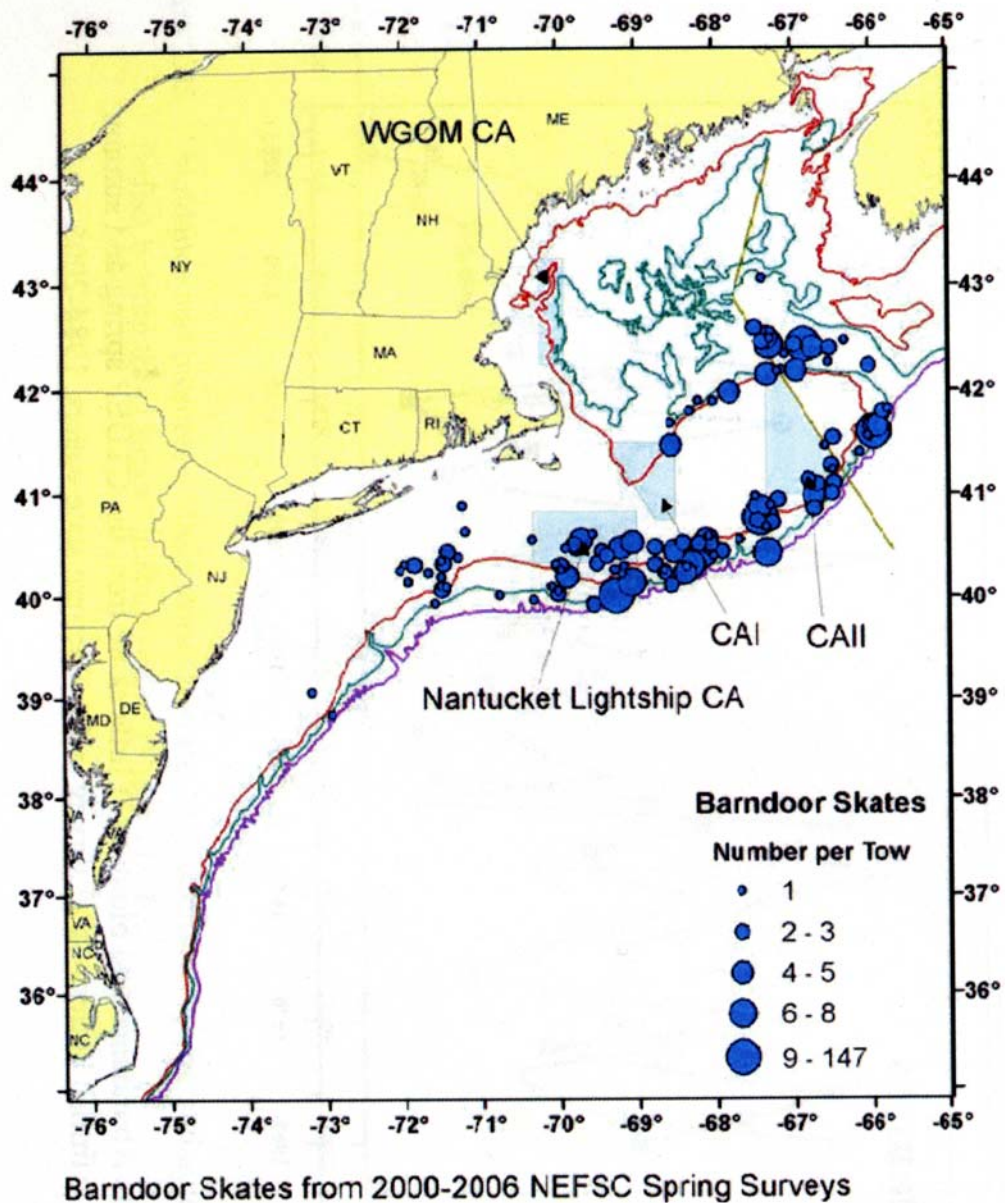 -76° -75° -74° -73° -72° -71° -70° -69° -68° -67° -66° -65°
WGOM CA
ME
VT
44° 44°
NH
NY
43° 43°
MA
42° 42°
CT RI
PA
41° 41°
NJ
40° 40°
CAI CAII
Nantucket Lightship CA
39° 39°
MD DE
38° 38°
Barndoor Skates
Number per Tow
VA
1
37° 37°
VA
2 - 3
NC
4 - 5
NC
36° 36°
6 - 8
NC
9 - 147
-76° -75° -74° -73° -72° -71° -70° -69° -68° -67° -66° -65°
Barndoor Skates from 2000-2006 NEFSC Spring Surveys